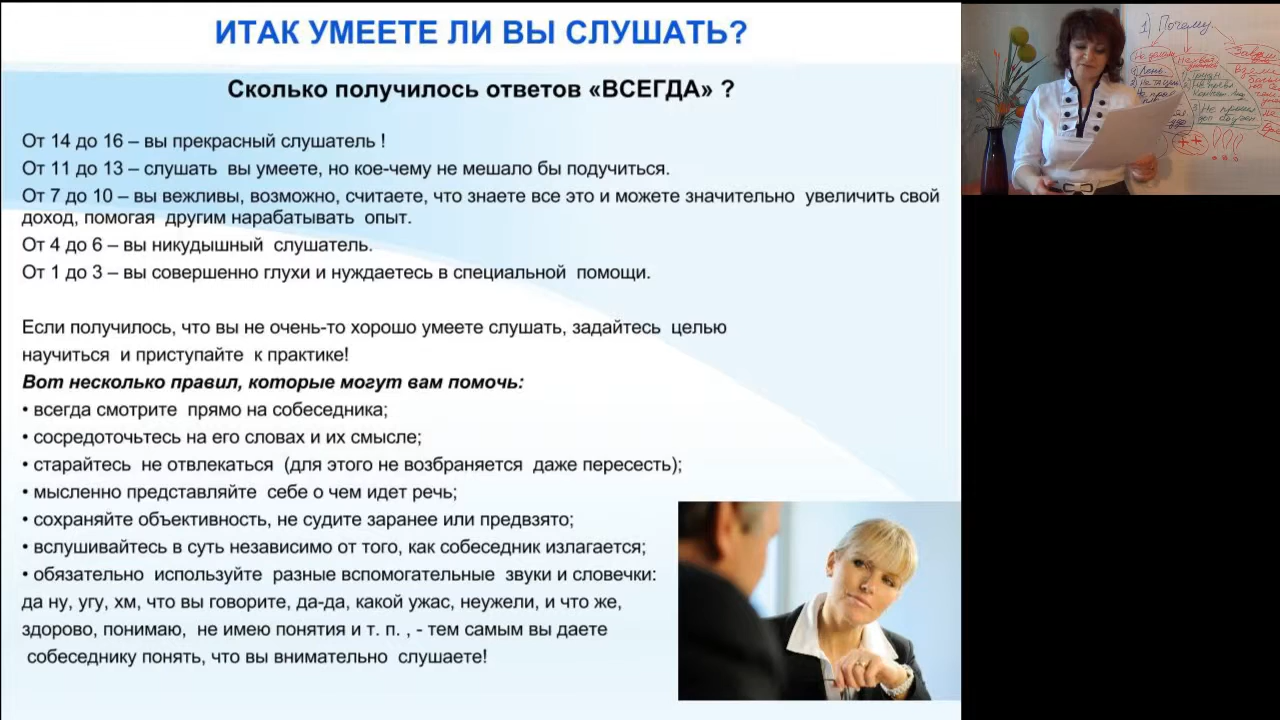 ИТАК УМЕЕТЕ ЛИ ВЫ СЛУШАТЬ?
Сколько получилось ответов «ВСЕГДА» ?
От 14 до 16 – вы прекрасный слушатель !
От 11 до 13 – слушать вы умеете, но кое-чему не мешало бы подучиться.
От 7 до 10 – вы вежливы, возможно, считаете, что знаете все это и можете значительно увеличить свой
доход, помогая другим нарабатывать опыт.
От 4 до 6 – вы никудышный слушатель.
От 1 до 3 – вы совершенно глухи и нуждаетесь в специальной помощи.
Если получилось, что вы не очень-то хорошо умеете слушать, задайтесь целью
научиться и приступайте к практике!
Вот несколько правил, которые могут вам помочь:
• всегда смотрите прямо на собеседника;
• сосредоточьтесь на его словах и их смысле;
• старайтесь не отвлекаться (для этого не возбраняется даже пересесть);
• мысленно представляйте себе о чем идет речь;
• сохраняйте объективность, не судите заранее или предвзято;
• вслушивайтесь в суть независимо от того, как собеседник излагается;
• обязательно используйте разные вспомогательные звуки и словечки:
да ну, угу, хм, что вы говорите, да-да, какой ужас, неужели, и что же,
здорово, понимаю, не имею понятия и т. п. , - тем самым вы даете
собеседнику понять, что вы внимательно слушаете!
1) Почему